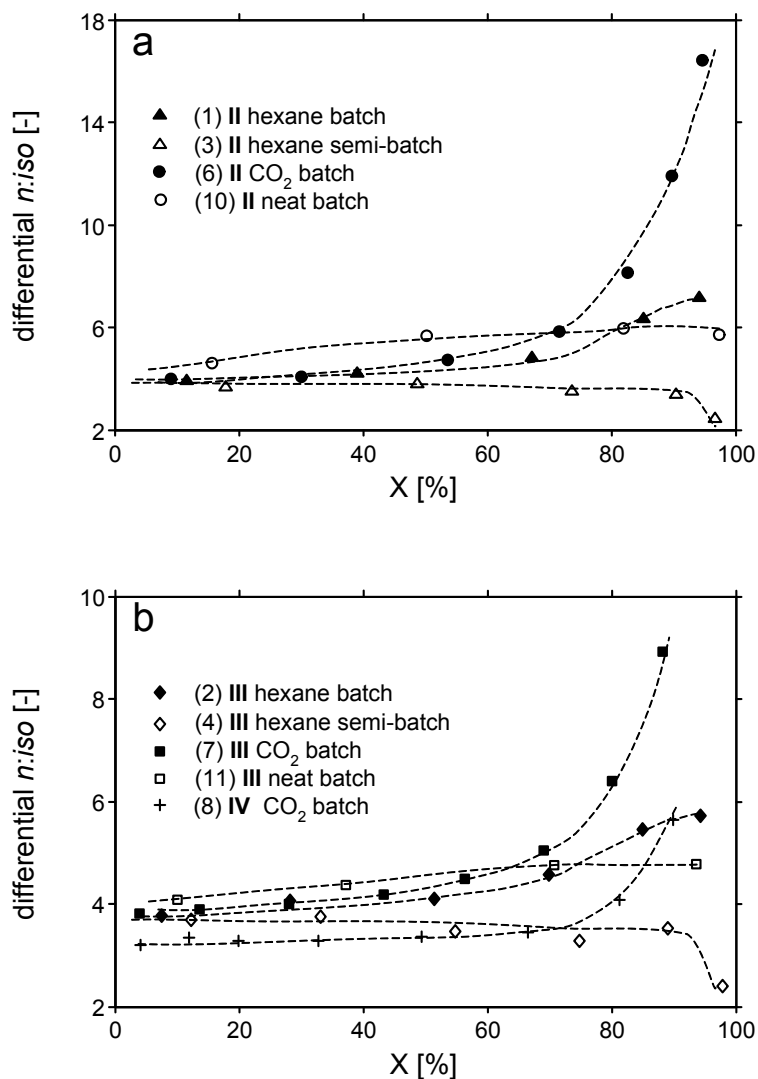 18
a
14
10
6
2
differential n:iso [-]
(1) II hexane batch
(3) II hexane semi-batch
(6) II CO2 batch
(10) II neat batch
0 20 40 60 80 100
X [%]
10
b
8
6
4
2
differential n:iso [-]
(2) III hexane batch
(4) III hexane semi-batch
(7) III CO2 batch
(11) III neat batch
(8) IV CO2 batch
0 20 40 60 80 100
X [%]